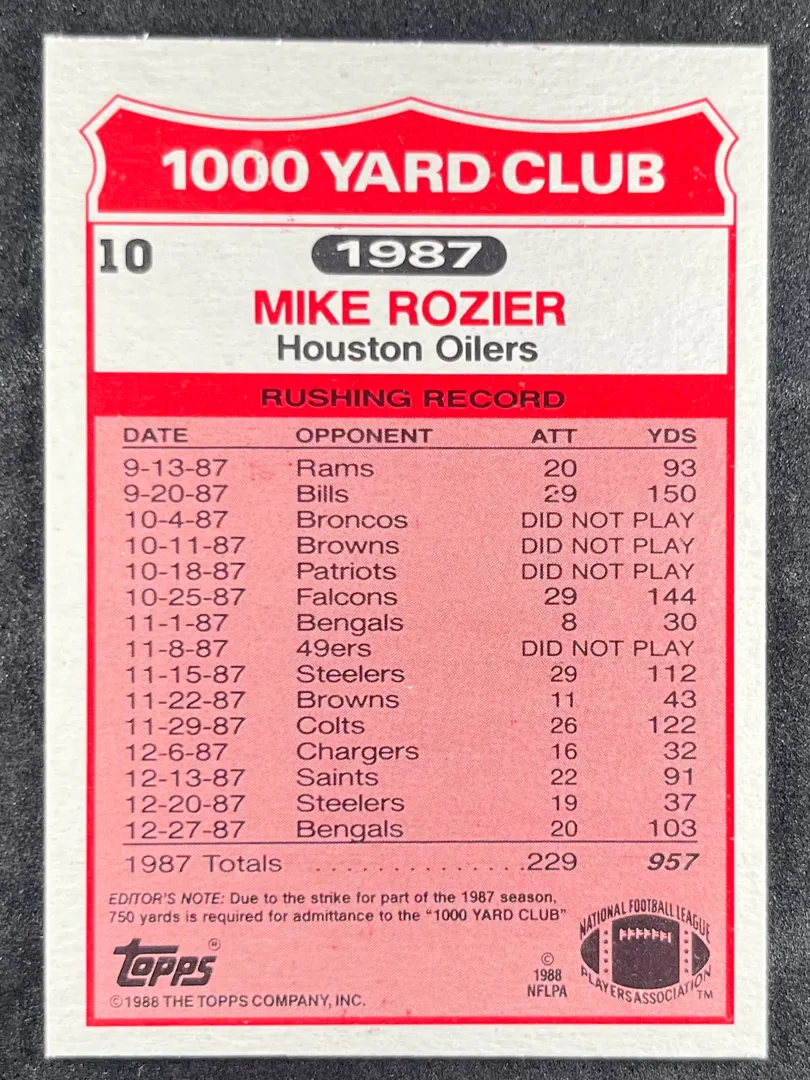 1000 YARD CLUB
10
1987
MIKE ROZIER
Houston Oilers
RUSHING RECORD
DATE OPPONENT ATT YDS
9-13-87 Rams 20 93
9-20-87 Bills 29 150
10-4-87 Broncos DID NOT PLAY
10-11-87 Browns DID NOT PLAY
10-18-87 Patriots DID NOT PLAY
10-25-87 Falcons 29 144
11-1-87 Bengals 8 30
11-8-87 49ers DID NOT PLAY
11-15-87 Steelers 29 112
11-22-87 Browns 11 43
11-29-87 Colts 26 122
12-6-87 Chargers 16 32
12-13-87 Saints 22 91
12-20-87 Steelers 19 37
12-27-87 Bengals 20 103
1987 Totals . . . . . . . . . . . . . . . 229 957
EDITOR'S NOTE: Due to the strike for part of the 1987 season,
750 yards is required for admittance to the "1000 YARD CLUB"
Topps®
©1988 THE TOPPS COMPANY, INC.
©
1988
NFLPA
NATIONAL FOOTBALL LEAGUE
PLAYERS ASSOCIATION TM